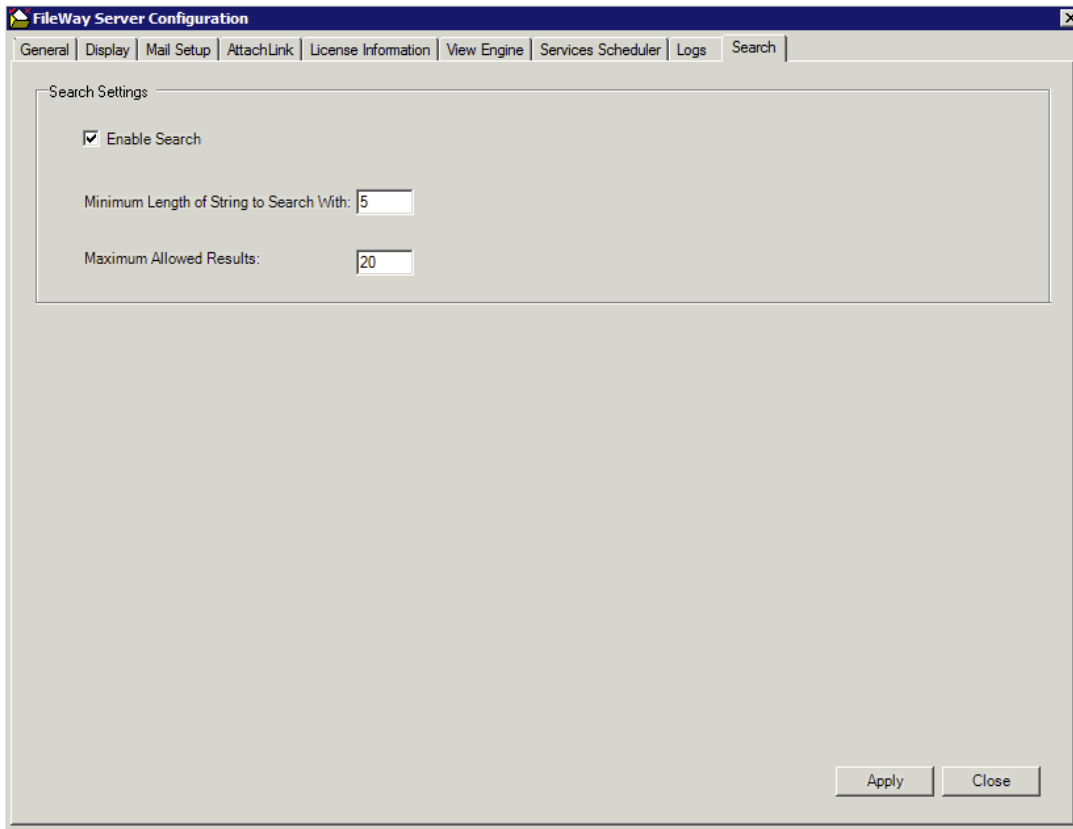 FileWay Server Configuration
General Display Mail Setup AttachLink License Information View Engine Services Scheduler Logs Search
Search Settings
Enable Search
Minimum Length of String to Search With: 5
Maximum Allowed Results: 20
Apply Close